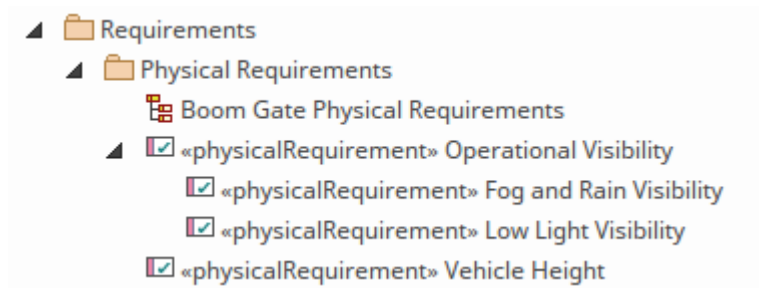 Requirements
Physical Requirements
Boom Gate Physical Requirements
«physicalRequirement» Operational Visibility
«physicalRequirement» Fog and Rain Visibility
«physicalRequirement» Low Light Visibility
«physicalRequirement» Vehicle Height